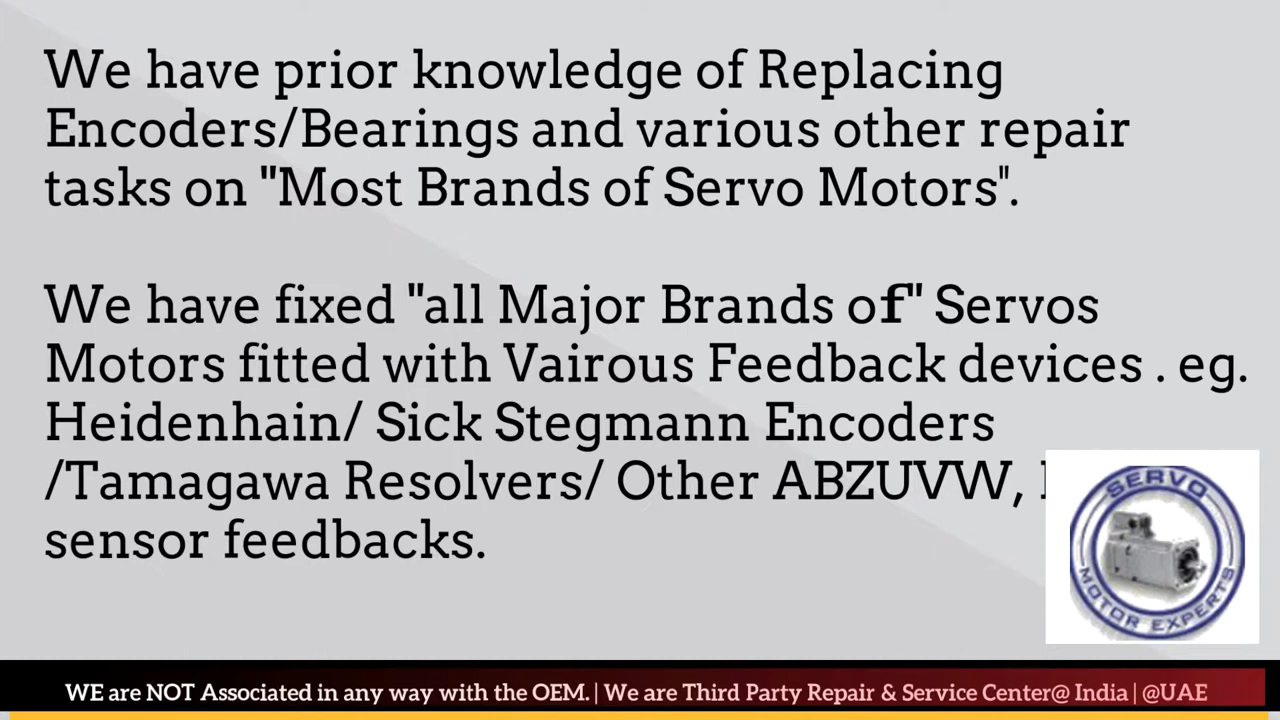 We have prior knowledge of Replacing
Encoders/Bearings and various other repair
tasks on "Most Brands of Servo Motors".
We have fixed "all Major Brands of" Servos
Motors fitted with Vairous Feedback devices . eg.
Heidenhain/ Sick Stegmann Encoders
/Tamagawa Resolvers/ Other ABZUVW,
sensor feedbacks.
SERVO
MOTOR EXPERTS
WE are NOT Associated in any way with the OEM. | We are Third Party Repair & Service Center@ India | @UAE